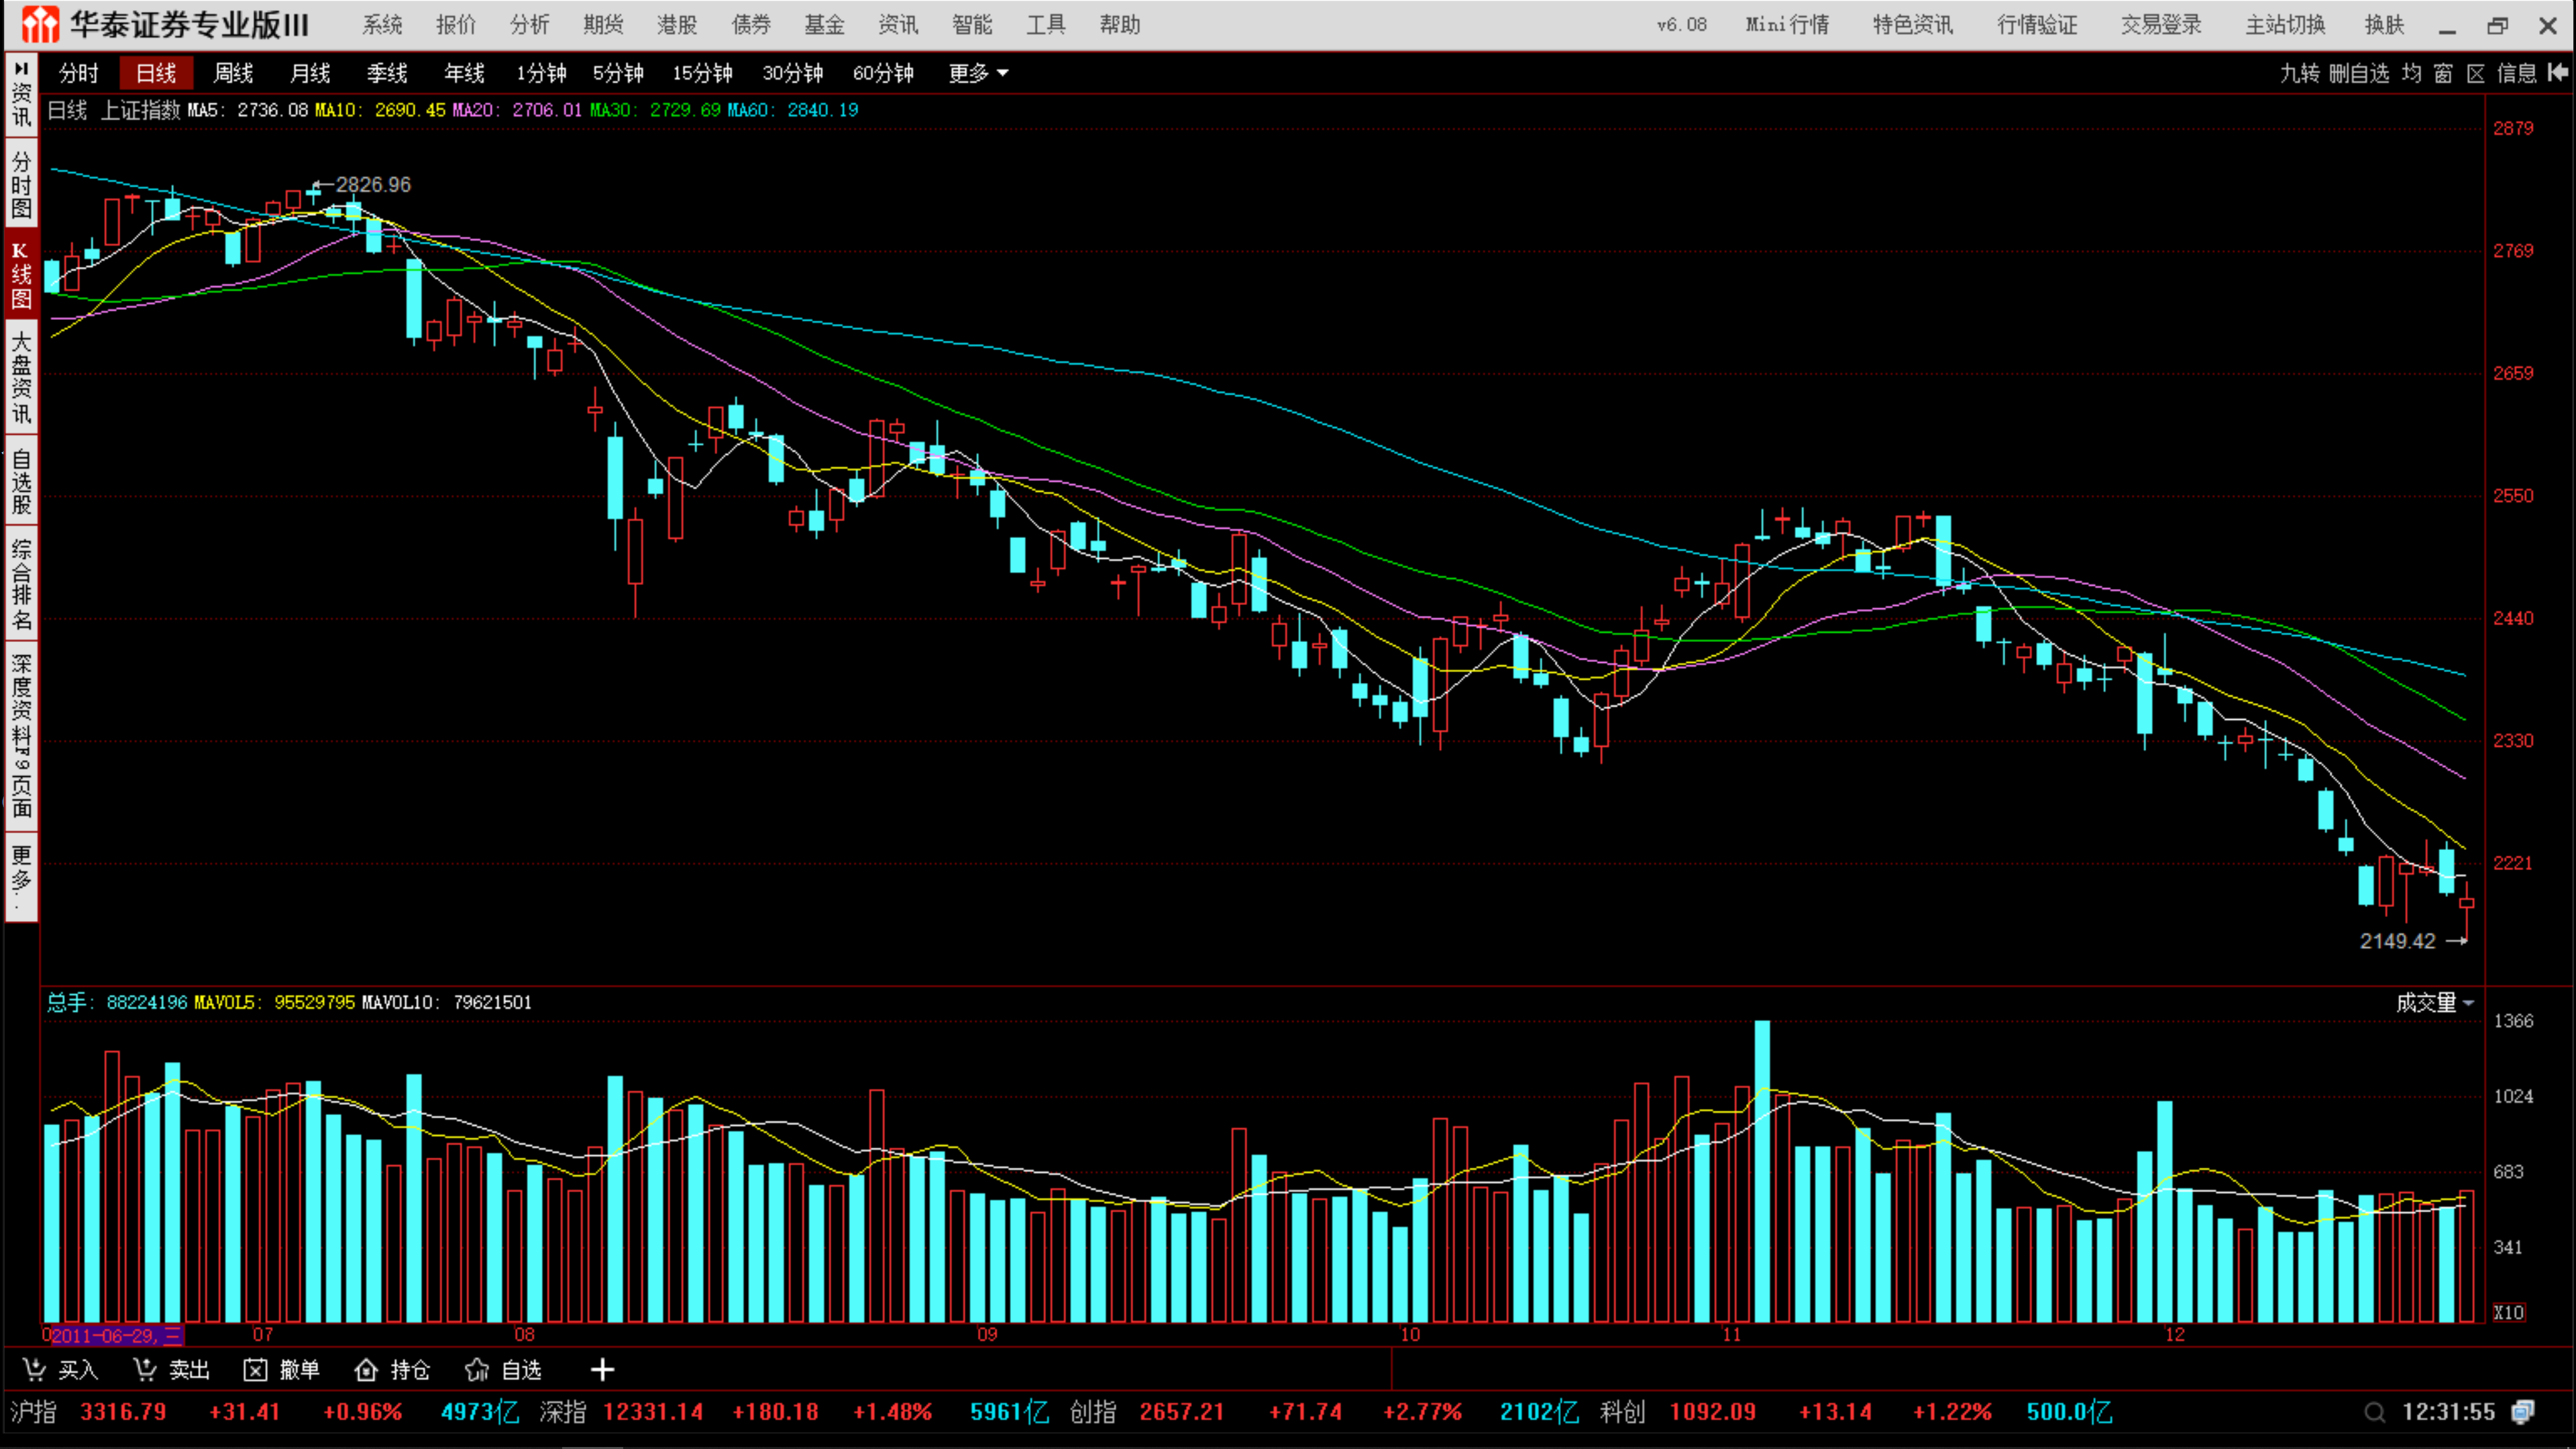 华泰证券专业版III 系统 报价 分析 期货 港股 债券 基金 资讯 智能 工具 帮助 v6.08 Mini行情 特色资讯 行情验证 交易登录 主站切换 换肤
分时 日线 周线 月线 季线 年线 1分钟 5分钟 15分钟 30分钟 60分钟 更多 九转 删自选 均 窗 区 信息
资讯
分时图
K线图
大盘资讯
自选股
综合排名
深度资料F9页面
更多..
日线 上证指数 MA5: 2736.08 MA10: 2690.45 MA20: 2706.01 MA30: 2729.69 MA60: 2840.19
2879
2826.96
2769
2659
2550
2440
2330
2221
2149.42
总手: 88224196 MAVOL5: 95529795 MAVOL10: 79621501 成交量
1366
1024
683
341
X10
2011-06-29,三 07 08 09 10 11 12
买入 卖出 撤单 持仓 自选 +
沪指 3316.79 +31.41 +0.96% 4973亿 深指 12331.14 +180.18 +1.48% 5961亿 创指 2657.21 +71.74 +2.77% 2102亿 科创 1092.09 +13.14 +1.22% 500.0亿 12:31:55